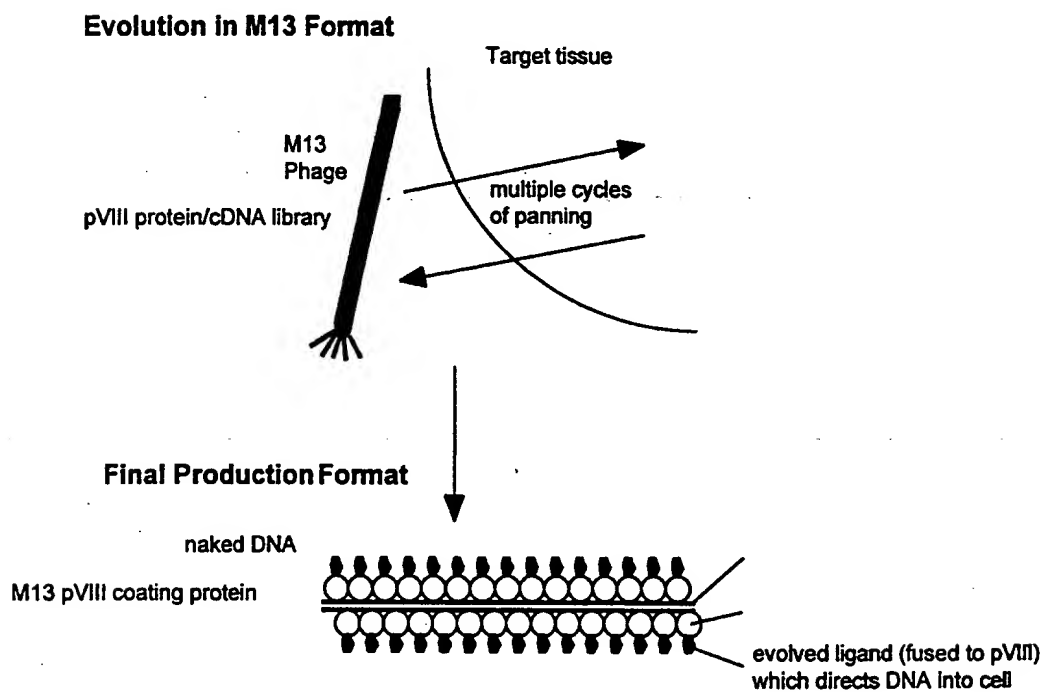 Evolution in M13 Format
Target tissue
M13
Phage
pVIII protein/cDNA library
multiple cycles
of panning
Final Production Format
naked DNA
M13 pVIII coating protein
evolved ligand (fused to pVIII)
which directs DNA into cell